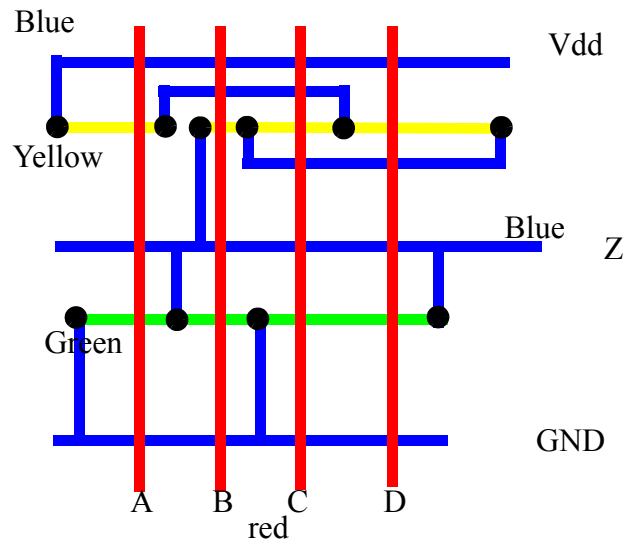 Blue
Vdd
Yellow
Blue
Z
Green
GND
A B C D
red